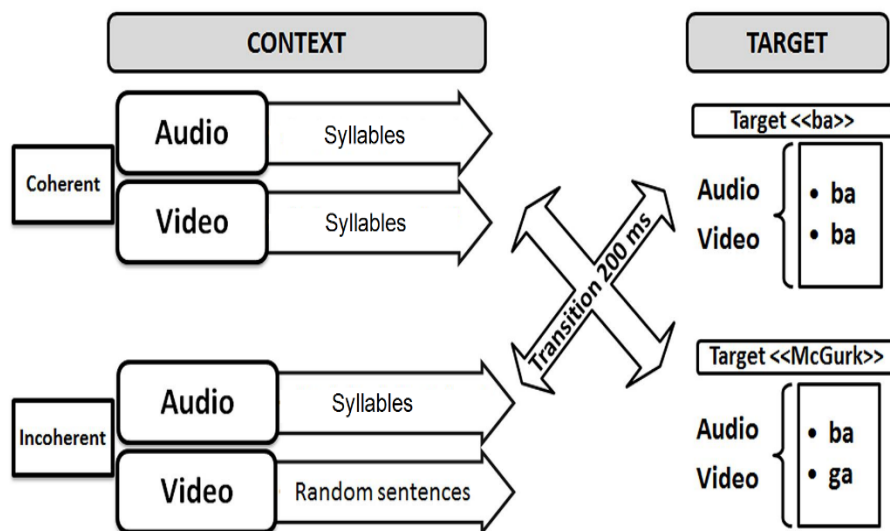 CONTEXT
TARGET
Coherent
Audio
Syllables
Video
Syllables
Incoherent
Audio
Syllables
Video
Random sentences
Transition 200 ms
Target <<ba>>
Audio
• ba
Video
• ba
Target <<McGurk>>
Audio
• ba
Video
• ga